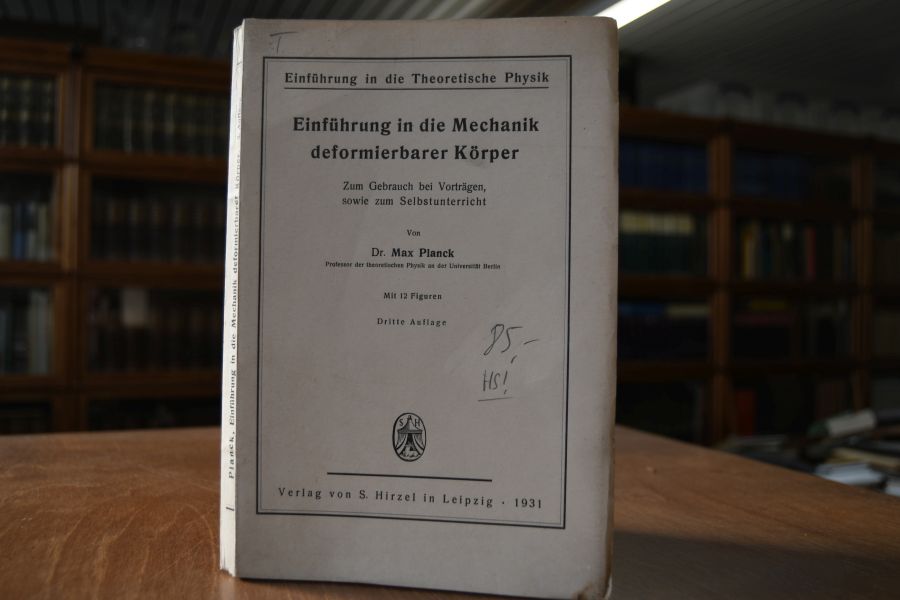 T
Einführung in die Theoretische Physik
Einführung in die Mechanik
deformierbarer Körper
Zum Gebrauch bei Vorträgen,
sowie zum Selbstunterricht
Von
Dr. Max Planck
Professor der theoretischen Physik an der Universität Berlin
Mit 12 Figuren
Dritte Auflage
85,-
HS!
S H
Verlag von S. Hirzel in Leipzig · 1931
Planck, Einführung in die Mechanik deformierbarer Körper